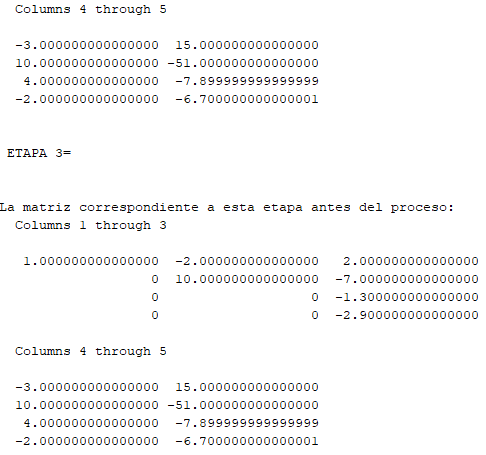 Columns 4 through 5
-3.000000000000000 15.000000000000000
10.000000000000000 -51.000000000000000
4.000000000000000 -7.899999999999999
-2.000000000000000 -6.700000000000001
ETAPA 3=
La matriz correspondiente a esta etapa antes del proceso:
Columns 1 through 3
1.000000000000000 -2.000000000000000 2.000000000000000
0 10.000000000000000 -7.000000000000000
0 0 -1.300000000000000
0 0 -2.900000000000000
Columns 4 through 5
-3.000000000000000 15.000000000000000
10.000000000000000 -51.000000000000000
4.000000000000000 -7.899999999999999
-2.000000000000000 -6.700000000000001